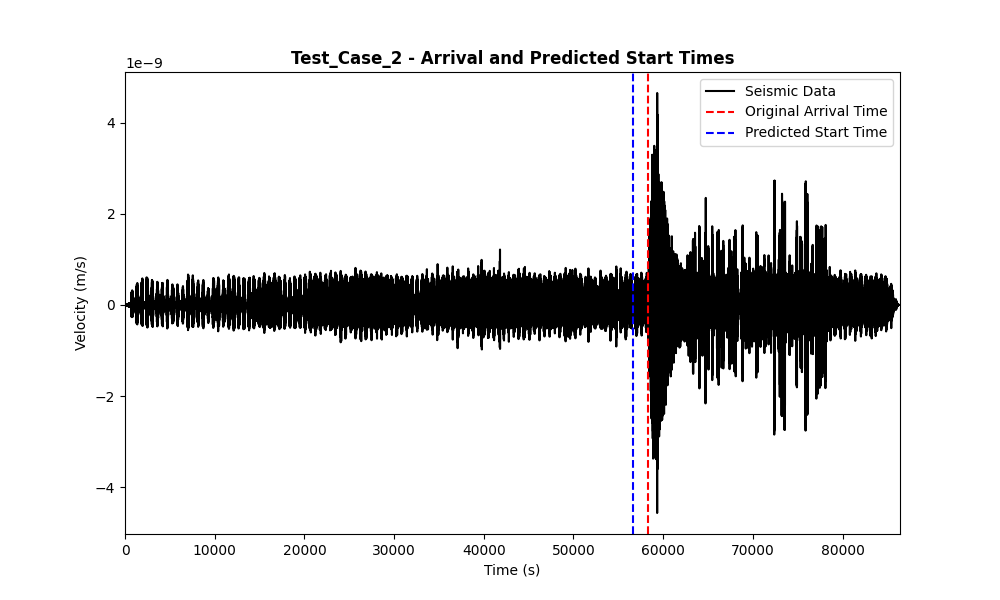 Test_Case_2 - Arrival and Predicted Start Times
1e−9
Seismic Data
Original Arrival Time
Predicted Start Time
4
2
0
−2
−4
Velocity (m/s)
0 10000 20000 30000 40000 50000 60000 70000 80000
Time (s)